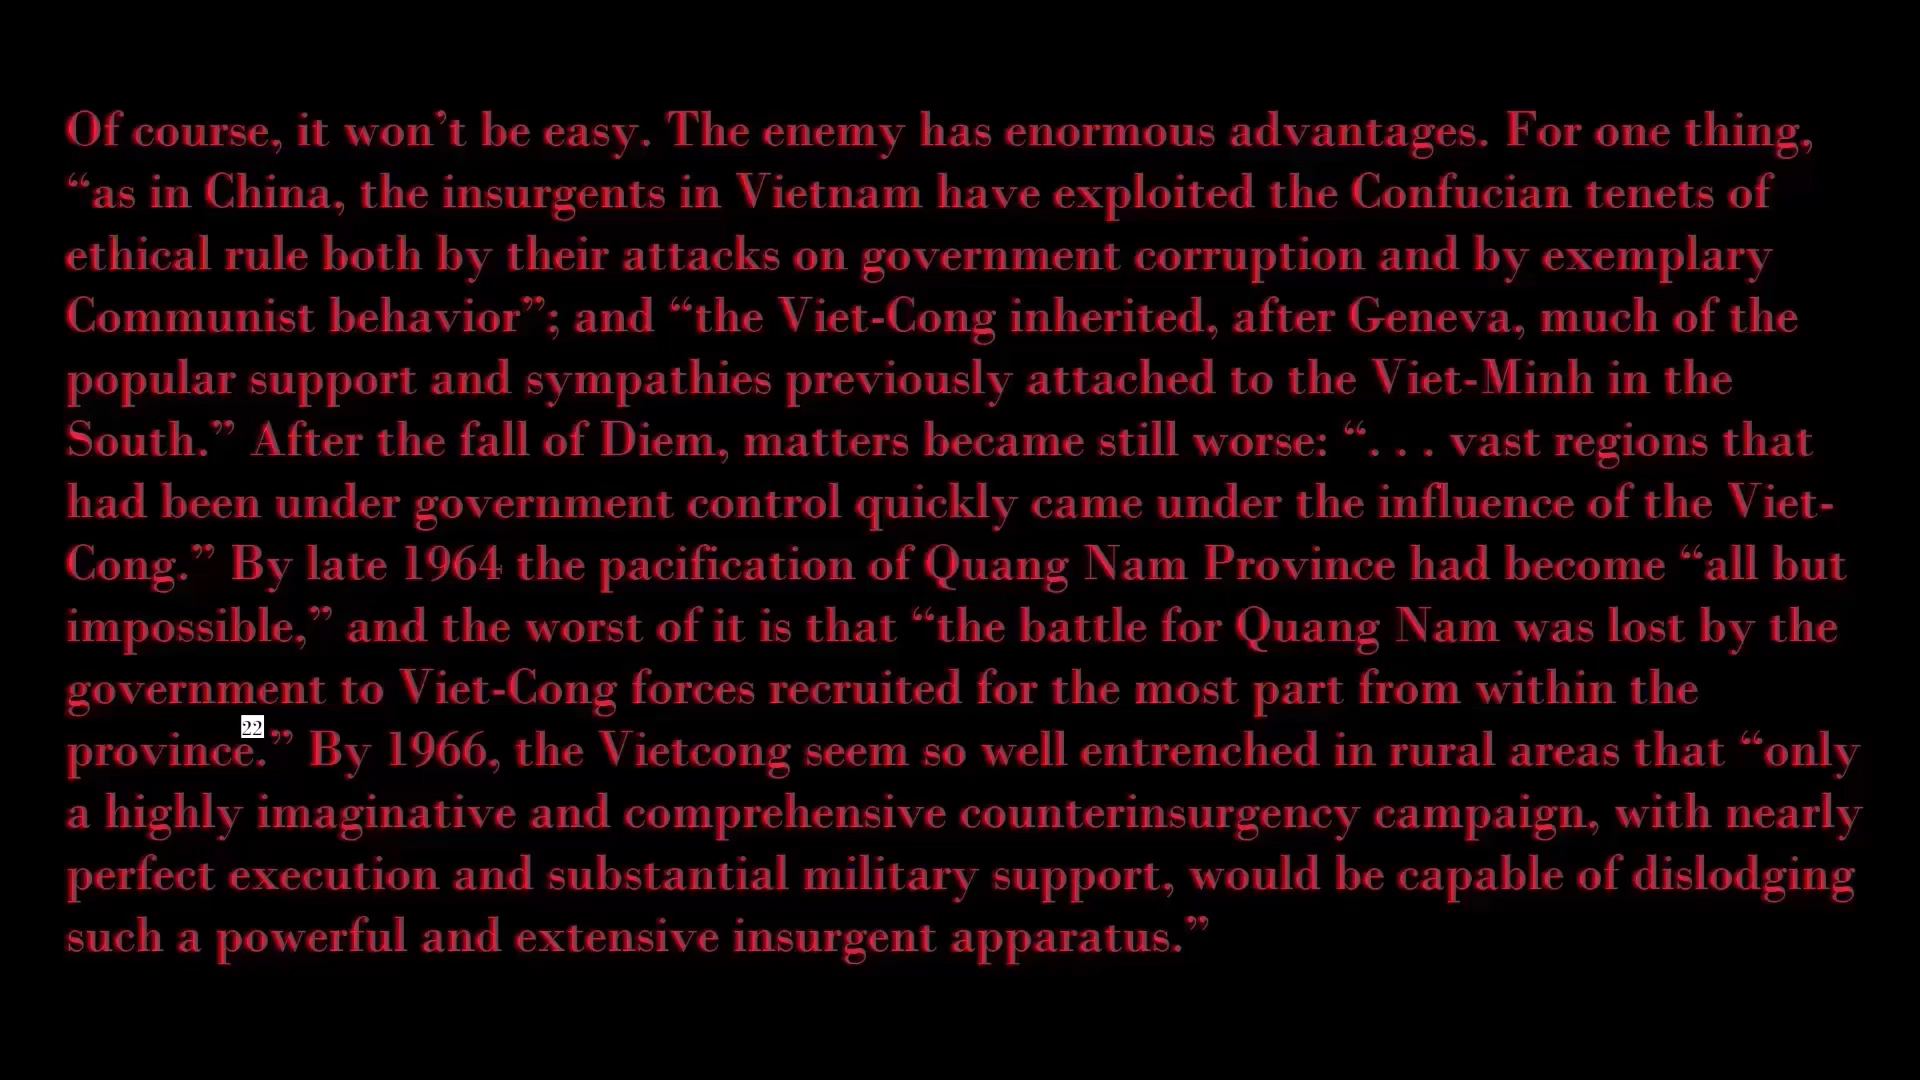 Of course, it won’t be easy. The enemy has enormous advantages. For one thing,
“as in China, the insurgents in Vietnam have exploited the Confucian tenets of
ethical rule both by their attacks on government corruption and by exemplary
Communist behavior”; and “the Viet-Cong inherited, after Geneva, much of the
popular support and sympathies previously attached to the Viet-Minh in the
South.” After the fall of Diem, matters became still worse: “. . . vast regions that
had been under government control quickly came under the influence of the Viet-
Cong.” By late 1964 the pacification of Quang Nam Province had become “all but
impossible,” and the worst of it is that “the battle for Quang Nam was lost by the
government to Viet-Cong forces recruited for the most part from within the
province.”22 By 1966, the Vietcong seem so well entrenched in rural areas that “only
a highly imaginative and comprehensive counterinsurgency campaign, with nearly
perfect execution and substantial military support, would be capable of dislodging
such a powerful and extensive insurgent apparatus.”